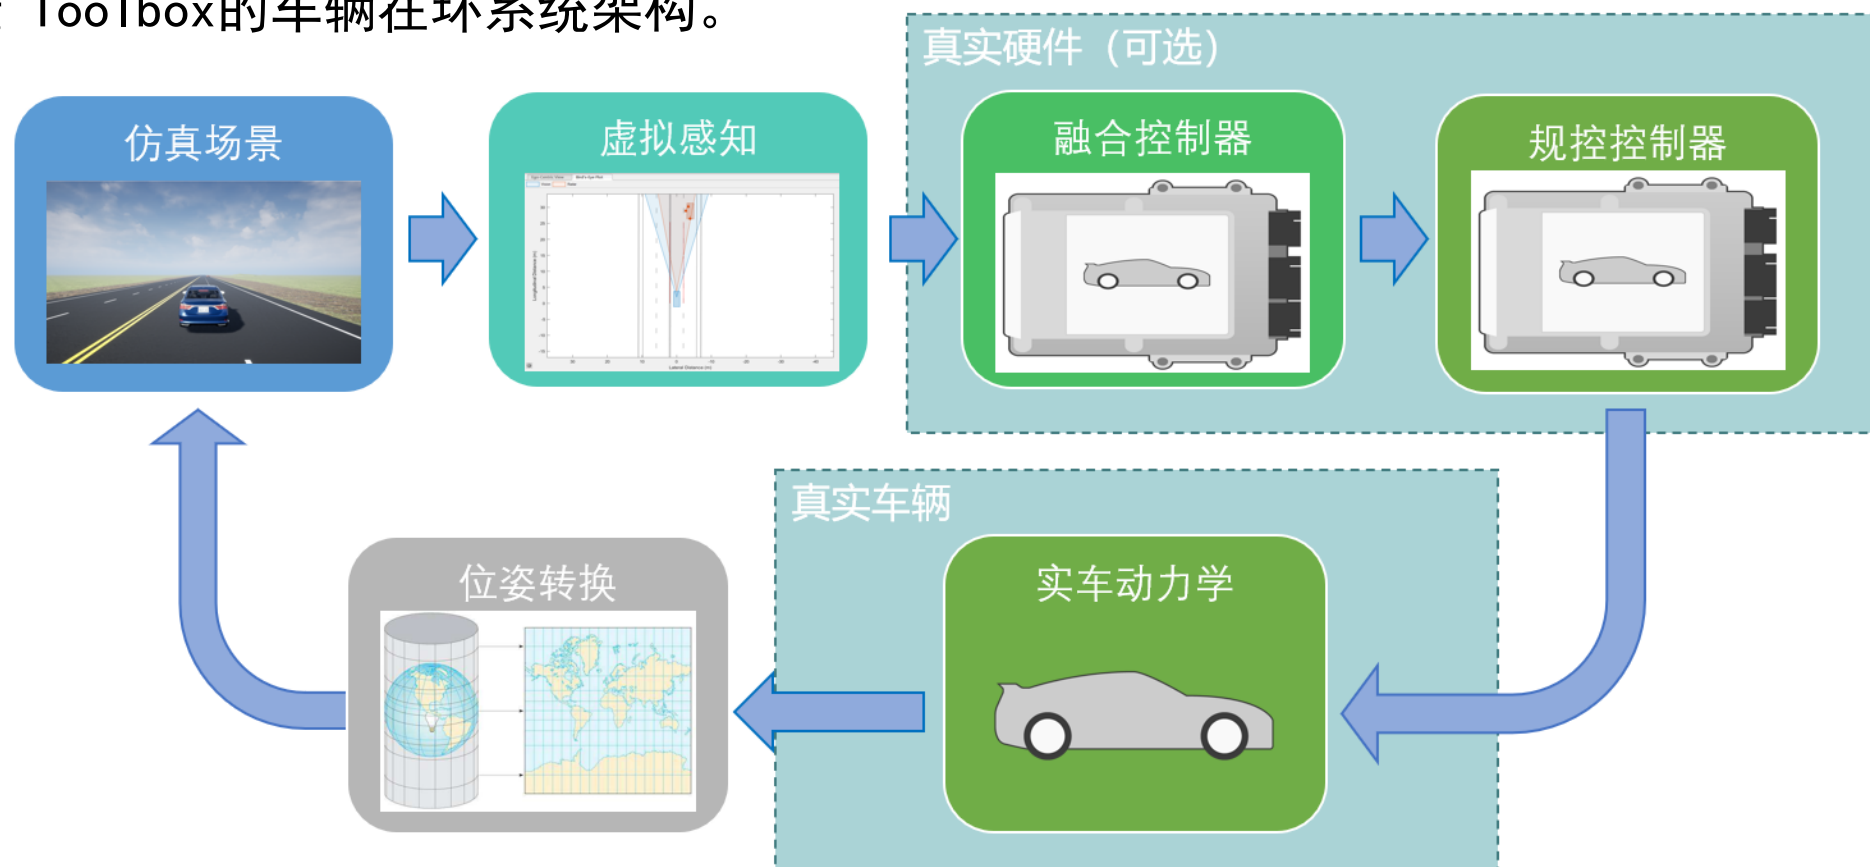 Toolbox的车辆在环系统架构。
真实硬件（可选）
仿真场景
虚拟感知
融合控制器
规控控制器
真实车辆
位姿转换
实车动力学